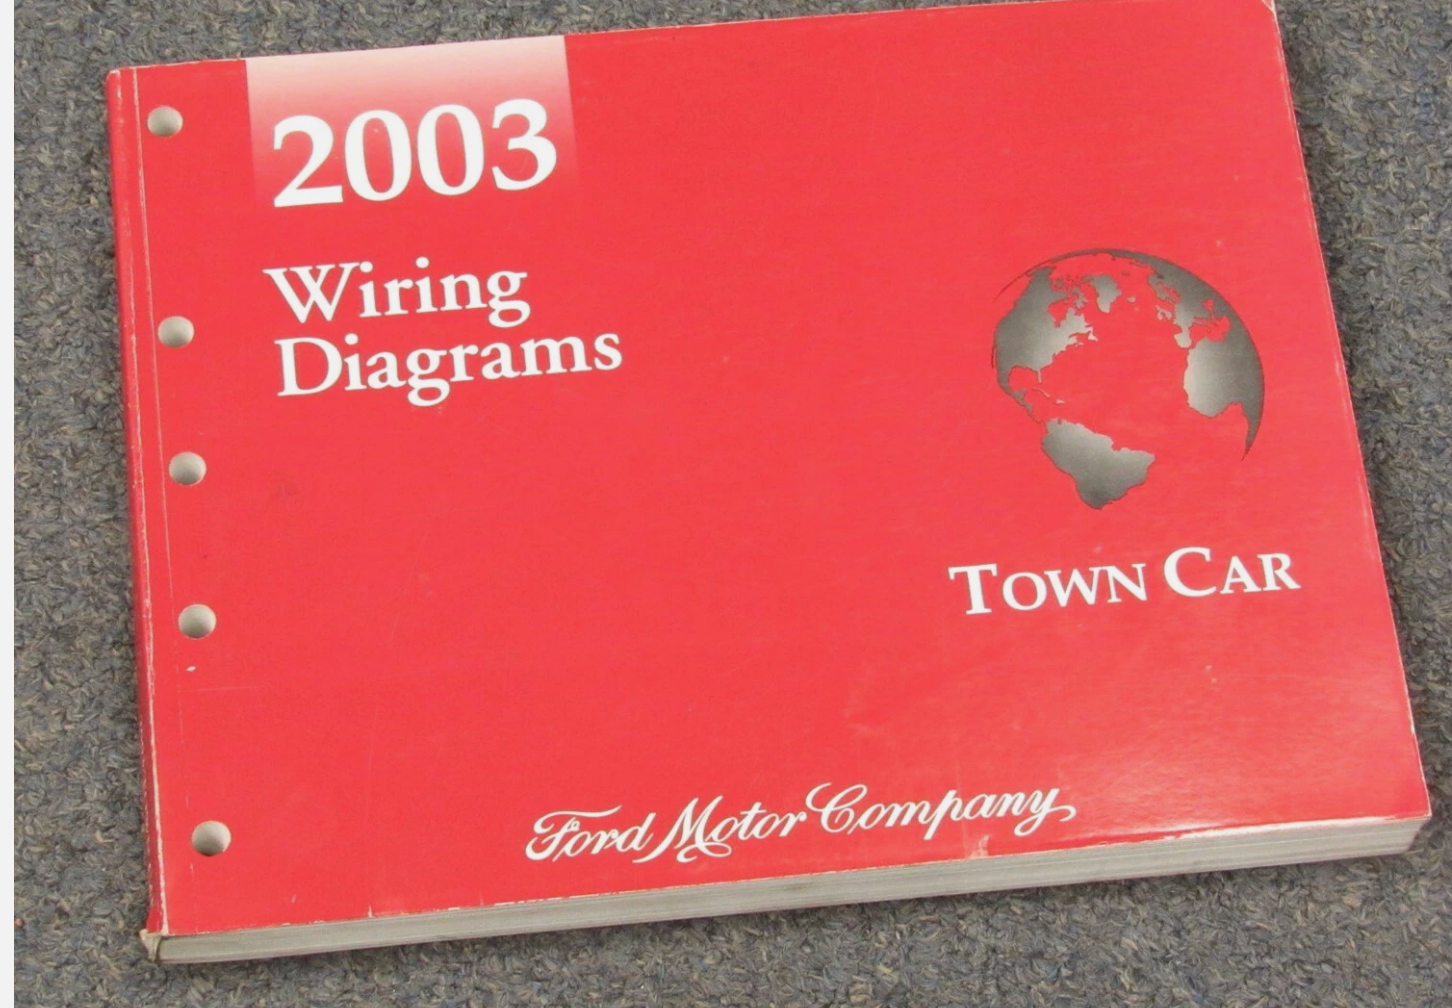 2003
Wiring
Diagrams
TOWN CAR
Ford Motor Company